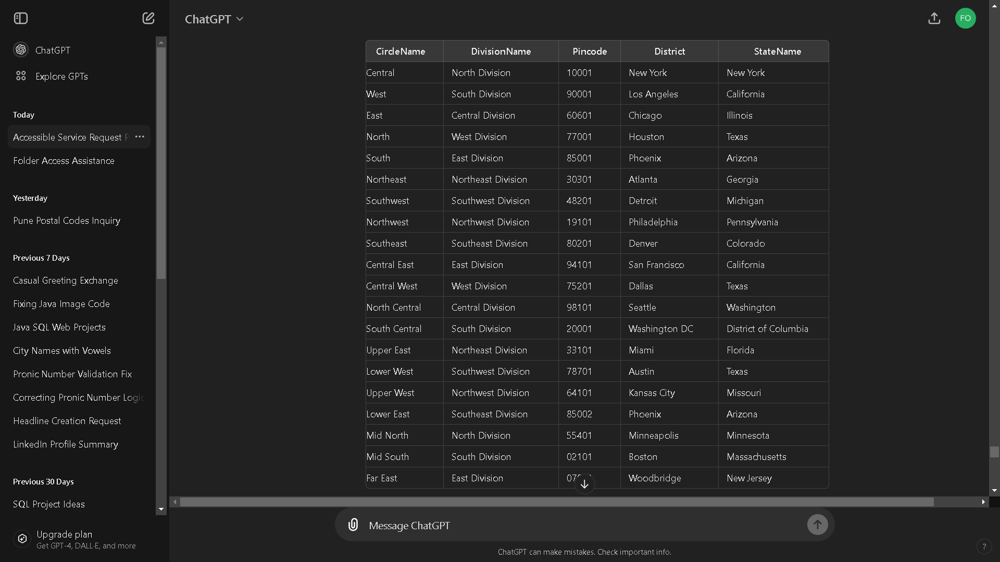 ChatGPT
Explore GPTs
Today
Accessible Service Request
Folder Access Assistance
Yesterday
Pune Postal Codes Inquiry
Previous 7 Days
Casual Greeting Exchange
Fixing Java Image Code
Java SQL Web Projects
City Names with Vowels
Pronic Number Validation Fix
Correcting Pronic Number Logic
Headline Creation Request
LinkedIn Profile Summary
Previous 30 Days
SQL Project Ideas
Upgrade plan
Get GPT-4, DALL·E, and more
ChatGPT
FO
CircleName DivisionName Pincode District StateName
Central North Division 10001 New York New York
West South Division 90001 Los Angeles California
East Central Division 60601 Chicago Illinois
North West Division 77001 Houston Texas
South East Division 85001 Phoenix Arizona
Northeast Northeast Division 30301 Atlanta Georgia
Southwest Southwest Division 48201 Detroit Michigan
Northwest Northwest Division 19101 Philadelphia Pennsylvania
Southeast Southeast Division 80201 Denver Colorado
Central East East Division 94101 San Francisco California
Central West West Division 75201 Dallas Texas
North Central Central Division 98101 Seattle Washington
South Central South Division 20001 Washington DC District of Columbia
Upper East Northeast Division 33101 Miami Florida
Lower West Southwest Division 78701 Austin Texas
Upper West Northwest Division 64101 Kansas City Missouri
Lower East Southeast Division 85002 Phoenix Arizona
Mid North North Division 55401 Minneapolis Minnesota
Mid South South Division 02101 Boston Massachusetts
Far East East Division Woodbridge New Jersey
Message ChatGPT
ChatGPT can make mistakes. Check important info.
?